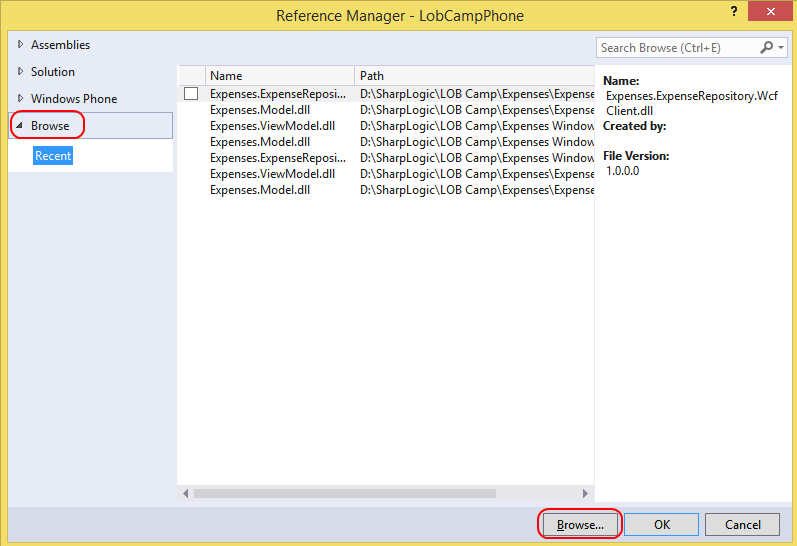 Reference Manager - LobCampPhone
?
Assemblies
Solution
Windows Phone
Browse
Recent
Name Path
Expenses.ExpenseReposi... D:\SharpLogic\LOB Camp\Expenses\Expense
Expenses.Model.dll D:\SharpLogic\LOB Camp\Expenses\Expense
Expenses.ViewModel.dll D:\SharpLogic\LOB Camp\Expenses Window
Expenses.Model.dll D:\SharpLogic\LOB Camp\Expenses Window
Expenses.ExpenseReposi... D:\SharpLogic\LOB Camp\Expenses Window
Expenses.ViewModel.dll D:\SharpLogic\LOB Camp\Expenses\Expense
Expenses.Model.dll D:\SharpLogic\LOB Camp\Expenses\Expense
Search Browse (Ctrl+E)
Name:
Expenses.ExpenseRepository.Wcf
Client.dll
Created by:
File Version:
1.0.0.0
Browse... OK Cancel